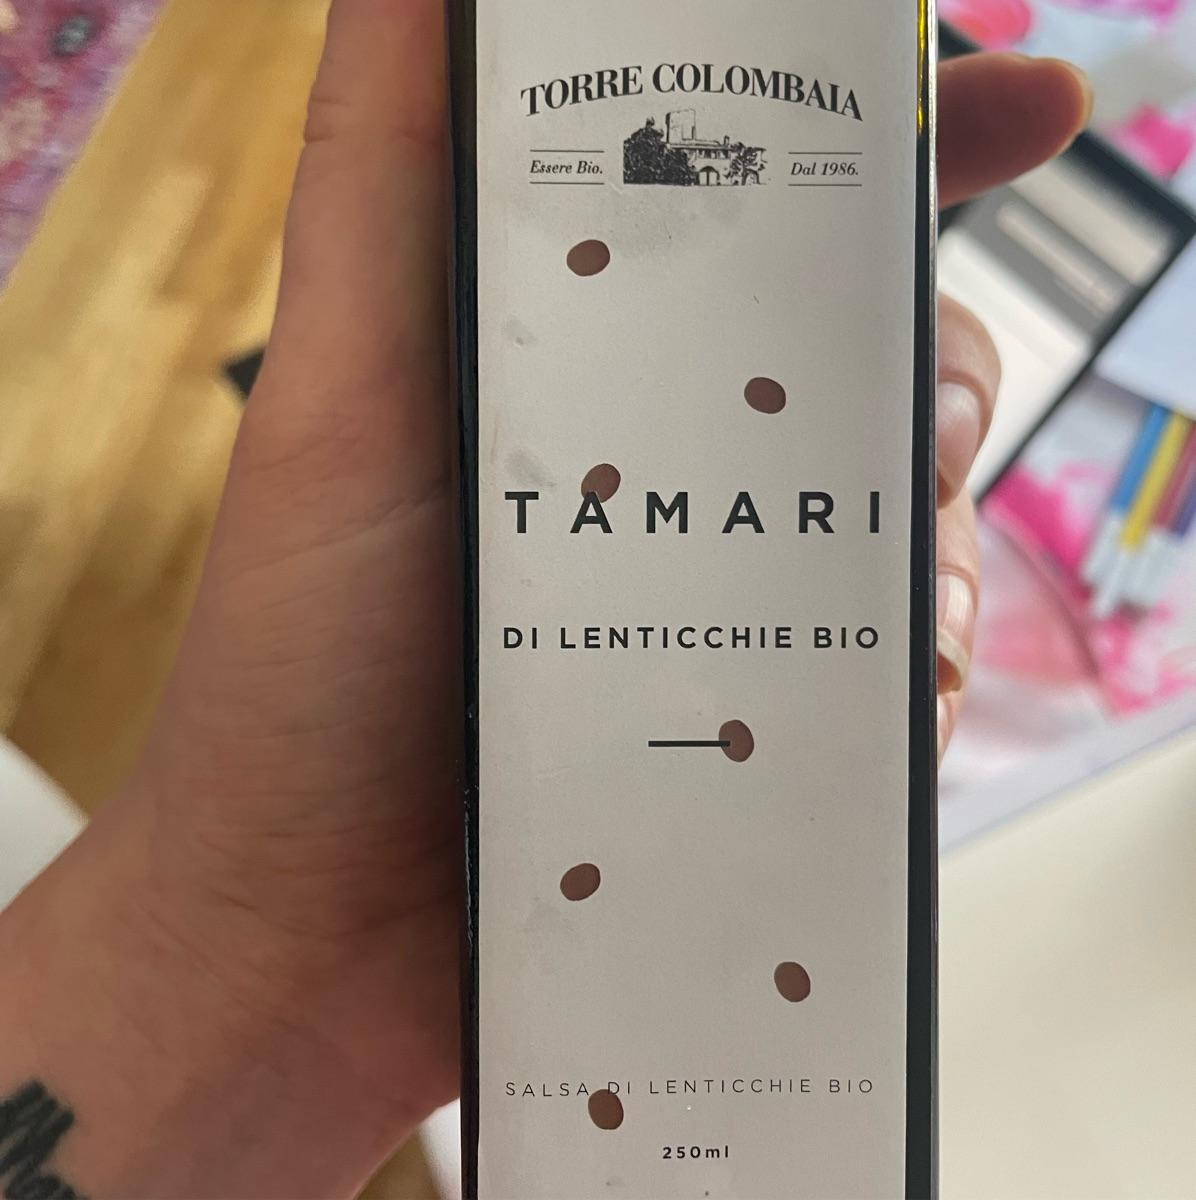 TORRE COLOMBAIA
Essere Bio.
Dal 1986.
TAMARI
DI LENTICCHIE BIO
SALSA DI LENTICCHIE BIO
250ml